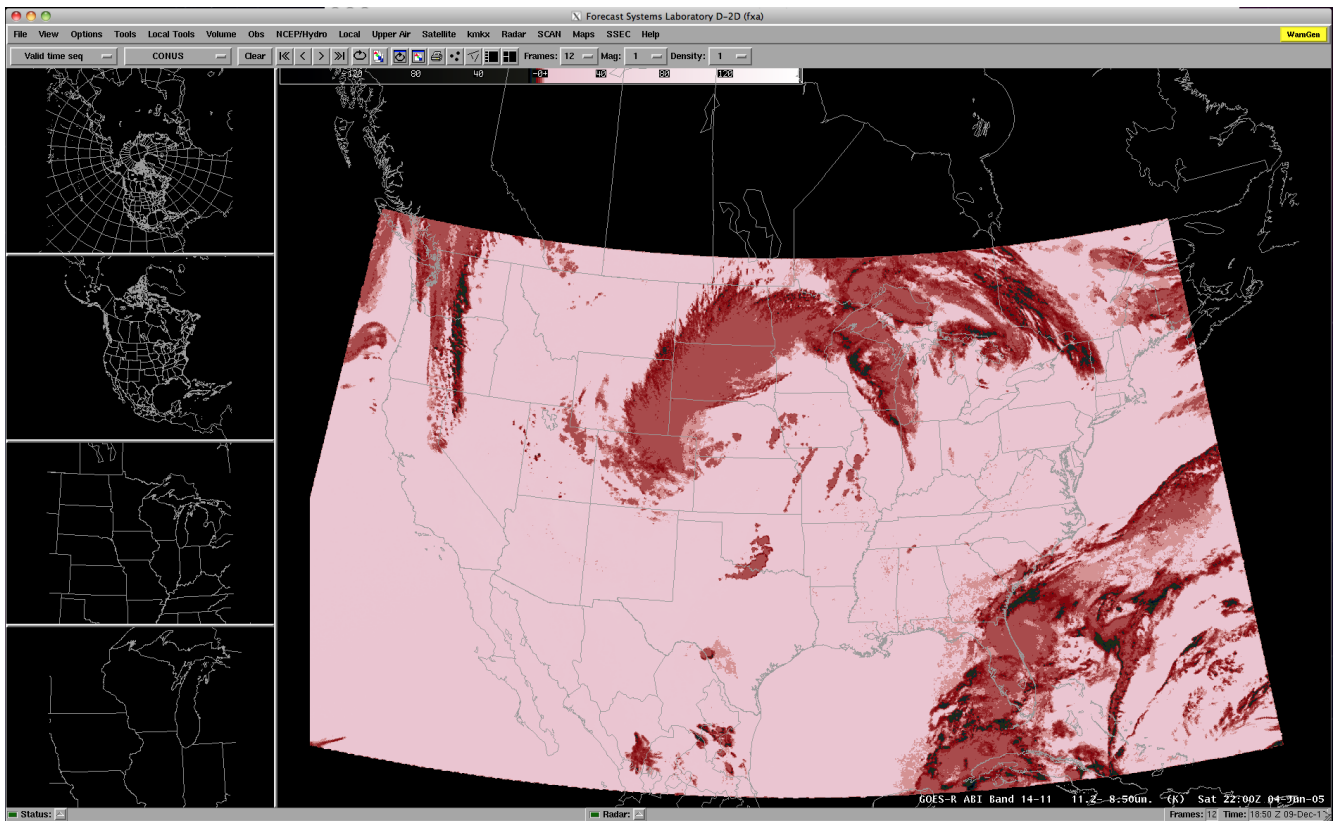 Forecast Systems Laboratory D-2D (fxa)
File View Options Tools Local Tools Volume Obs NCEP/Hydro Local Upper Air Satellite kmkx Radar SCAN Maps SSEC Help WarnGen
Valid time seq CONUS Clear Frames: 12 Mag: 1 Density: 1
120 80 40 -0+ 40 80 120
GOES-R ABI Band 14-11 11.2- 8.50um. (K) Sat 22:00Z 04-Jun-05
Status: Radar: Frames: 12 Time: 18:50 Z 09-Dec-1